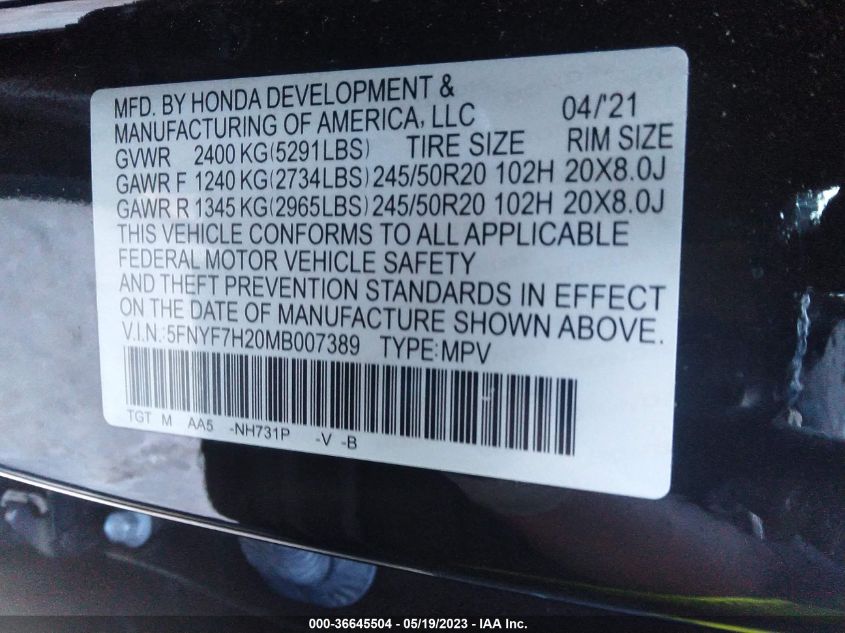 MFD. BY HONDA DEVELOPMENT &
MANUFACTURING OF AMERICA, LLC 04/'21
GVWR 2400 KG(5291LBS) TIRE SIZE RIM SIZE
GAWR F 1240 KG(2734LBS) 245/50R20 102H 20X8.0J
GAWR R 1345 KG(2965LBS) 245/50R20 102H 20X8.0J
THIS VEHICLE CONFORMS TO ALL APPLICABLE
FEDERAL MOTOR VEHICLE SAFETY
AND THEFT PREVENTION STANDARDS IN EFFECT
ON THE DATE OF MANUFACTURE SHOWN ABOVE.
V.I.N.:5FNYF7H20MB007389 TYPE:MPV
TGT M AA5 -NH731P -V -B
000-36645504 - 05/19/2023 - IAA Inc.